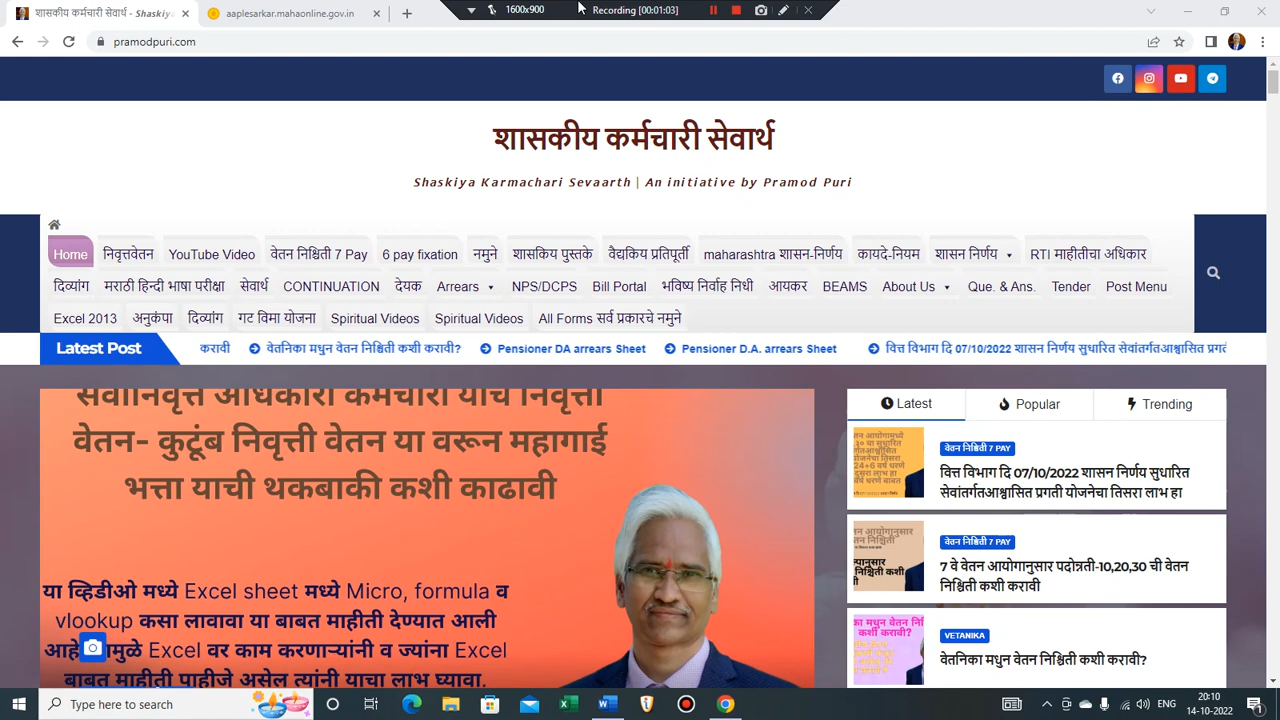 1600x900
Recording [00:01:03]
शासकीय कर्मचारी सेवार्थ - Shaskiy
aaplesarkar.mahaonline.gov.in
pramodpuri.com
शासकीय कर्मचारी सेवार्थ
Shaskiya Karmachari Sevaarth | An initiative by Pramod Puri
Home निवृत्तवेतन YouTube Video वेतन निश्चिती 7 Pay 6 pay fixation नमुने शासकिय पुस्तके वैद्यकिय प्रतिपूर्ती maharashtra शासन-निर्णय कायदे-नियम शासन निर्णय RTI माहीतीचा अधिकार
दिव्यांग मराठी हिन्दी भाषा परीक्षा सेवार्थ CONTINUATION देयक Arrears NPS/DCPS Bill Portal भविष्य निर्वाह निधी आयकर BEAMS About Us Que. & Ans. Tender Post Menu
Excel 2013 अनुकंपा दिव्यांग गट विमा योजना Spiritual Videos Spiritual Videos All Forms सर्व प्रकारचे नमुने
Latest Post करावी वेतनिका मधुन वेतन निश्चिती कशी करावी? Pensioner DA arrears Sheet Pensioner D.A. arrears Sheet वित्त विभाग दि 07/10/2022 शासन निर्णय सुधारित सेवांतर्गतआश्वासित प्रगत
सेवानिवृत्त अधिकारी कर्मचारी यांचे निवृत्ती
वेतन- कुटूंब निवृत्ती वेतन या वरून महागाई
भत्ता याची थकबाकी कशी काढावी
या व्हिडीओ मध्ये Excel sheet मध्ये Micro, formula व
vlookup कसा लावावा या बाबत माहीती देण्यात आली
आहे मुळे Excel वर काम करणाऱ्यांनी व ज्यांना Excel
बाबत माहीती पाहीजे असेल त्यांनी याचा लाभ घ्यावा.
Latest Popular Trending
वेतन निश्चिती 7 PAY
वित्त विभाग दि 07/10/2022 शासन निर्णय सुधारित
सेवांतर्गतआश्वासित प्रगती योजनेचा तिसरा लाभ हा
वेतन निश्चिती 7 PAY
7 वे वेतन आयोगानुसार पदोन्नती-10,20,30 ची वेतन
निश्चिती कशी करावी
VETANIKA
वेतनिका मधुन वेतन निश्चिती कशी करावी?
Type here to search
ENG
20:10
14-10-2022